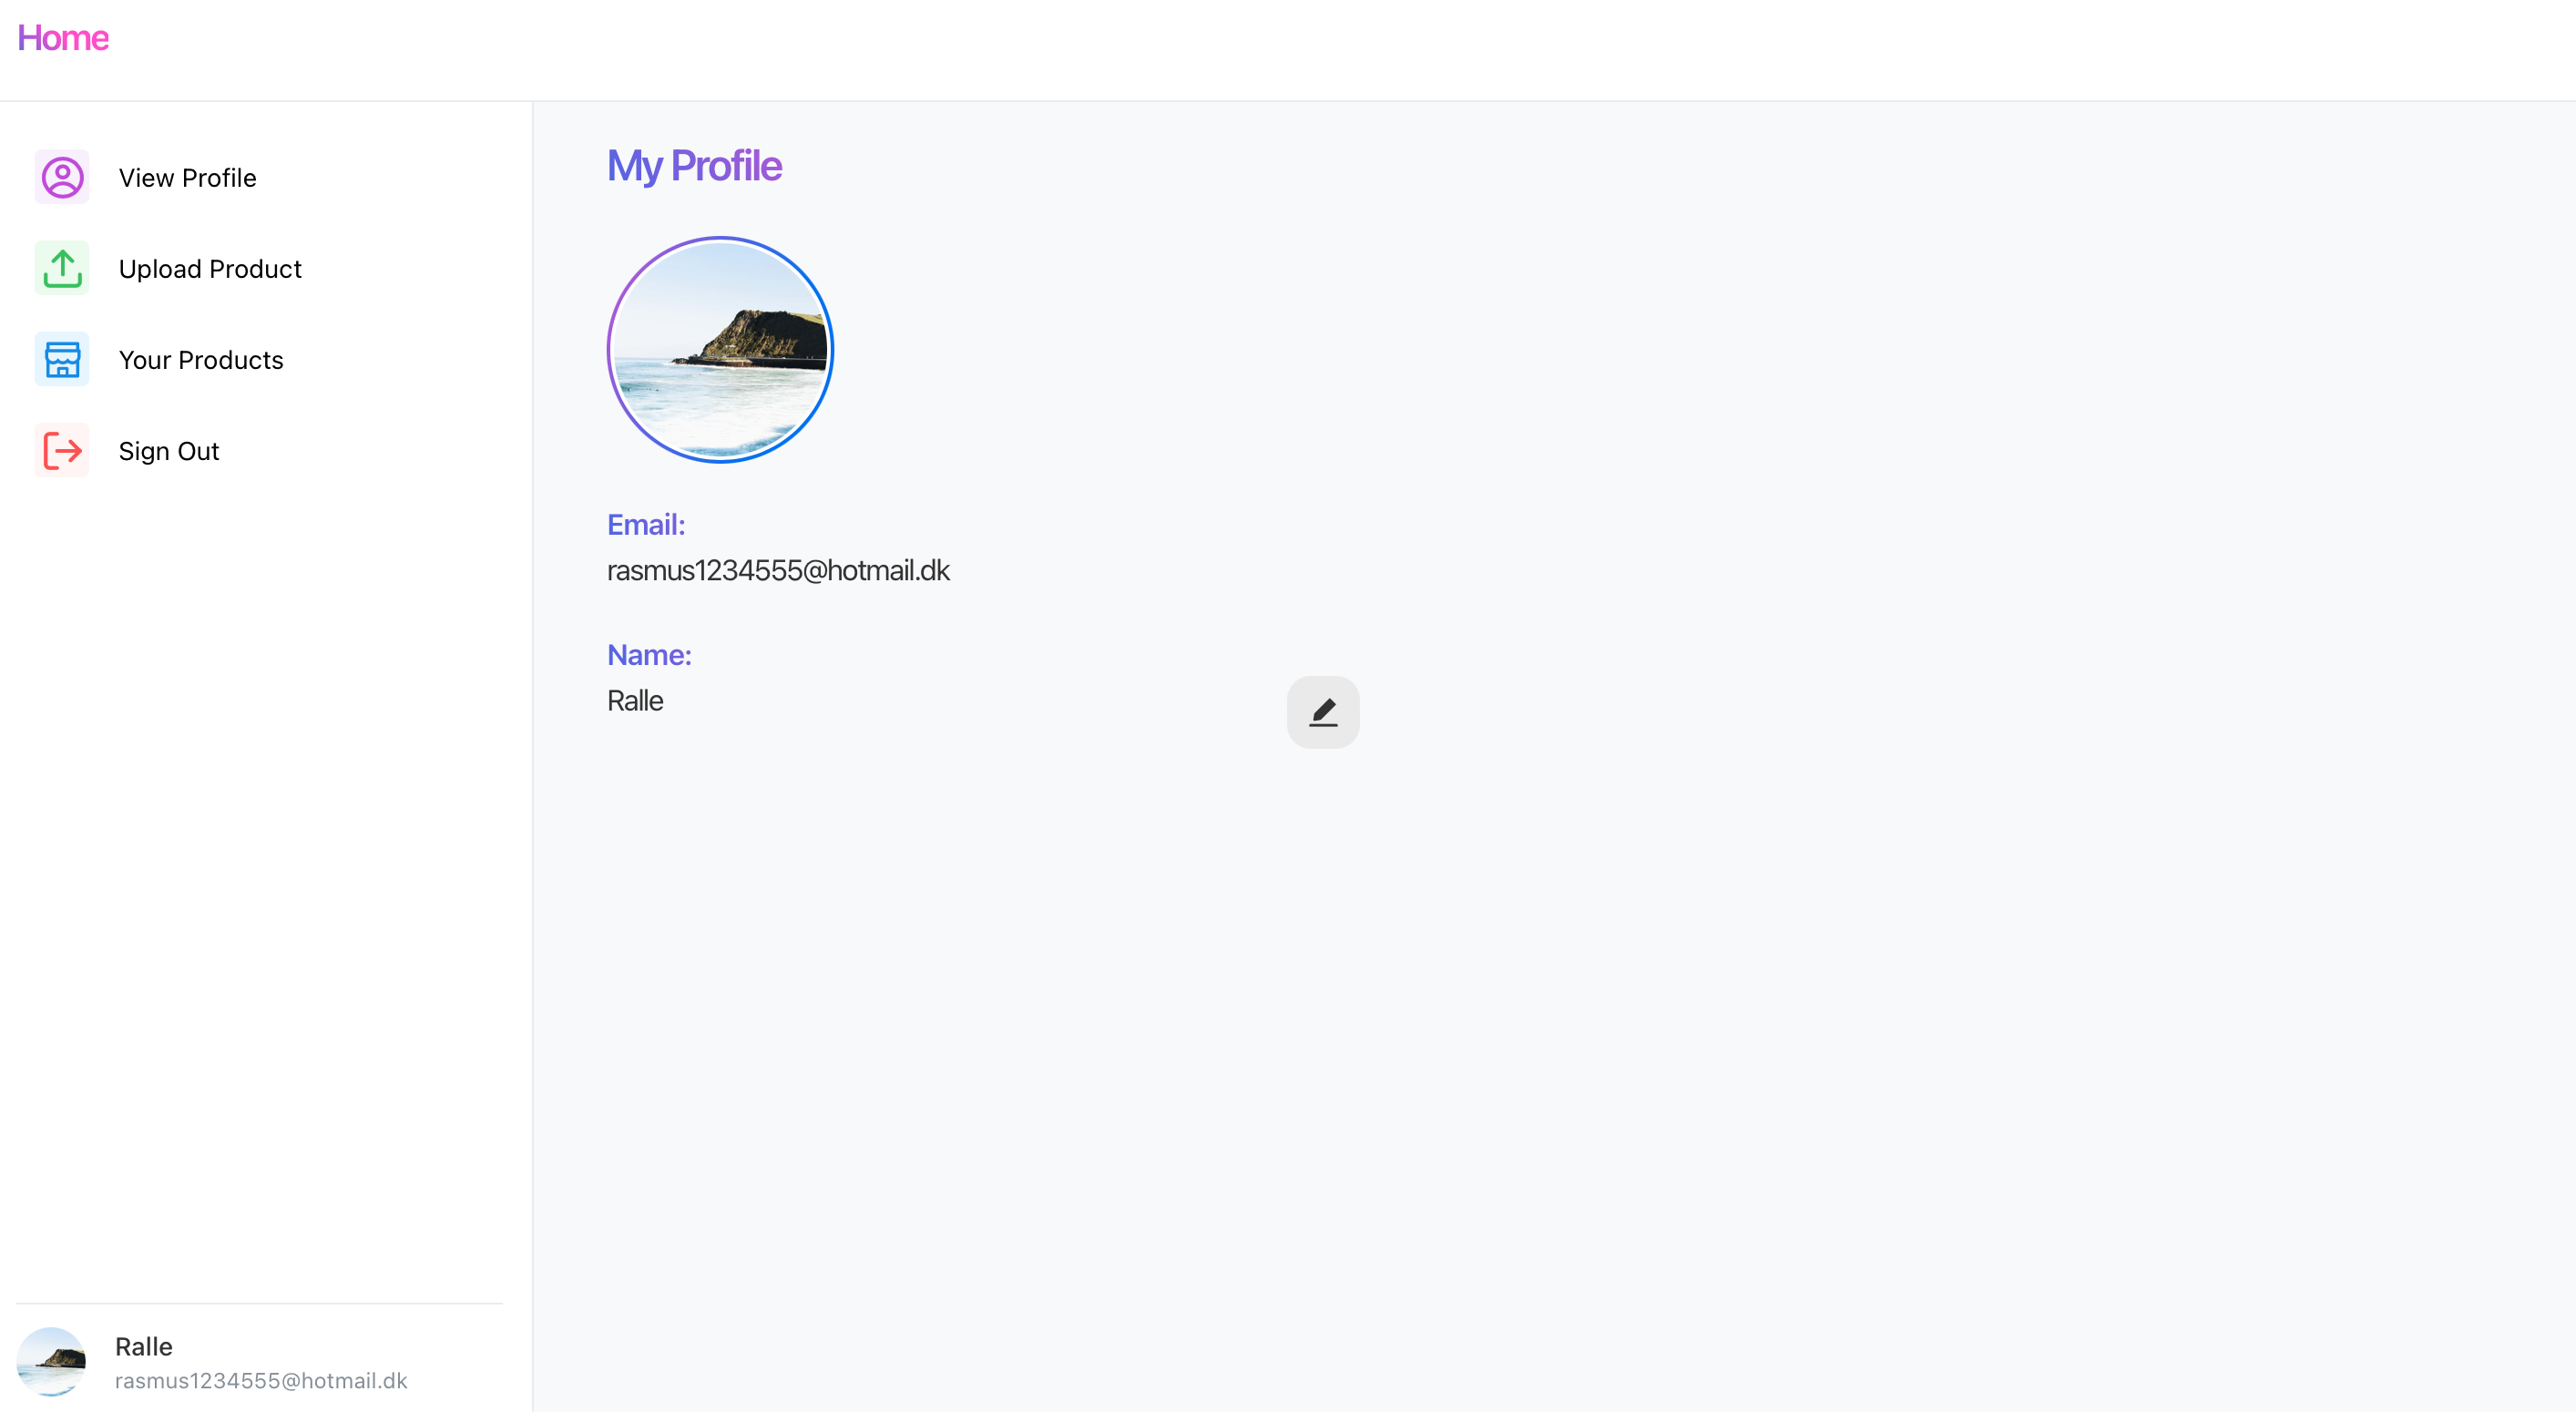 Home
View Profile
Upload Product
Your Products
Sign Out
My Profile
Email:
rasmus1234555@hotmail.dk
Name:
Ralle
Ralle
rasmus1234555@hotmail.dk